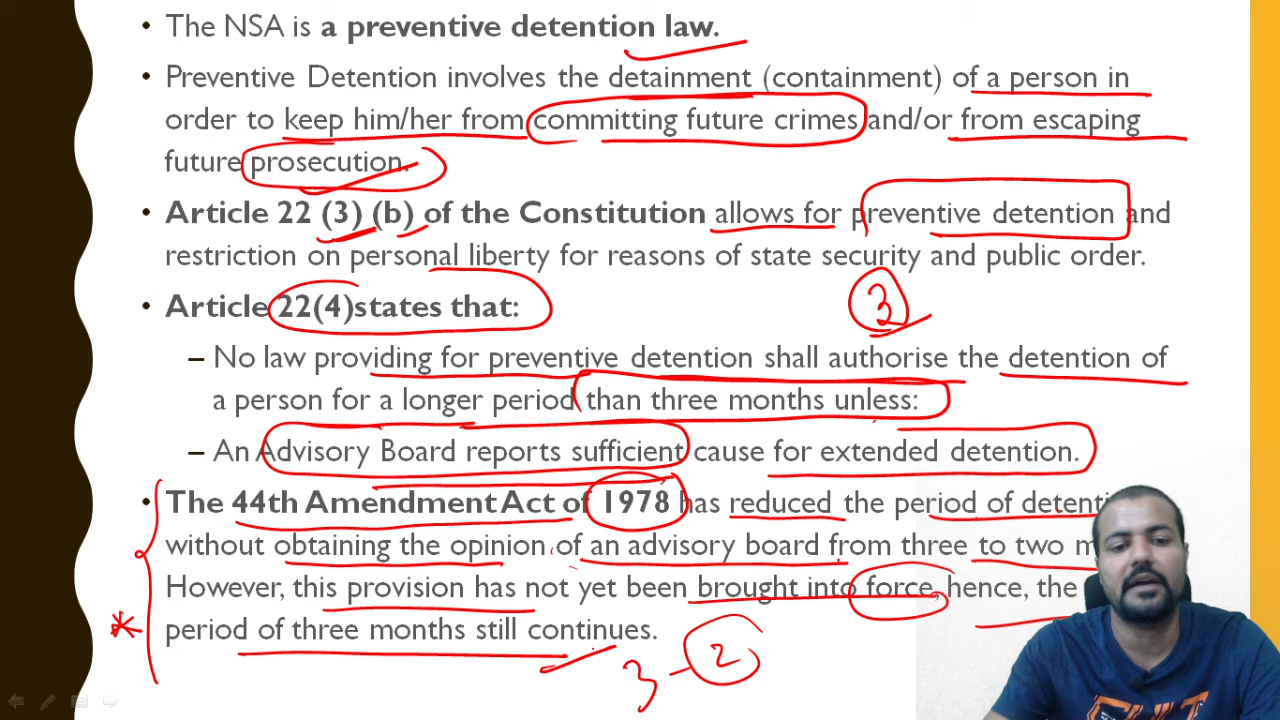 • The NSA is a preventive detention law.
• Preventive Detention involves the detainment (containment) of a person in
order to keep him/her from committing future crimes and/or from escaping
future prosecution.
• Article 22 (3) (b) of the Constitution allows for preventive detention and
restriction on personal liberty for reasons of state security and public order.
• Article 22(4)states that:
3
– No law providing for preventive detention shall authorise the detention of
a person for a longer period than three months unless:
– An Advisory Board reports sufficient cause for extended detention.
• The 44th Amendment Act of 1978 has reduced the period of
without obtaining the opinion of an advisory board from three to two
However, this provision has not yet been brought into force, hence, the
period of three months still continues.
3 - 2